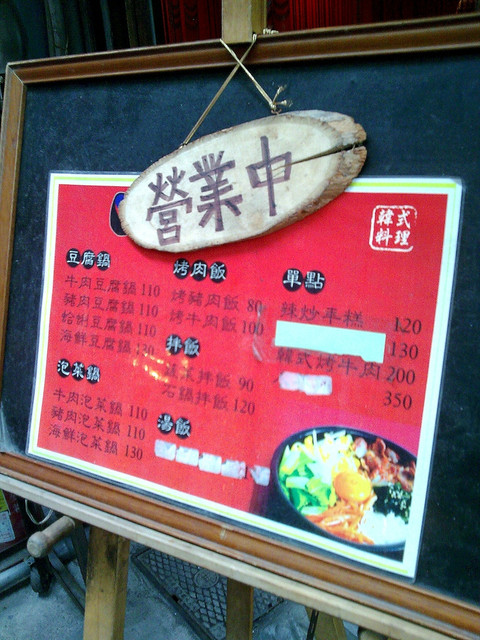 營業中
韓式
料理
豆腐鍋
牛肉豆腐鍋 110
豬肉豆腐鍋 110
蛤蜊豆腐鍋 110
海鮮豆腐鍋 130
泡菜鍋
牛肉泡菜鍋 110
豬肉泡菜鍋 110
海鮮泡菜鍋 130
烤肉飯
烤豬肉飯 80
烤牛肉飯 100
拌飯
蔬菜拌飯 90
石鍋拌飯 120
湯飯
單點
辣炒年糕 120
130
韓式烤牛肉 200
350